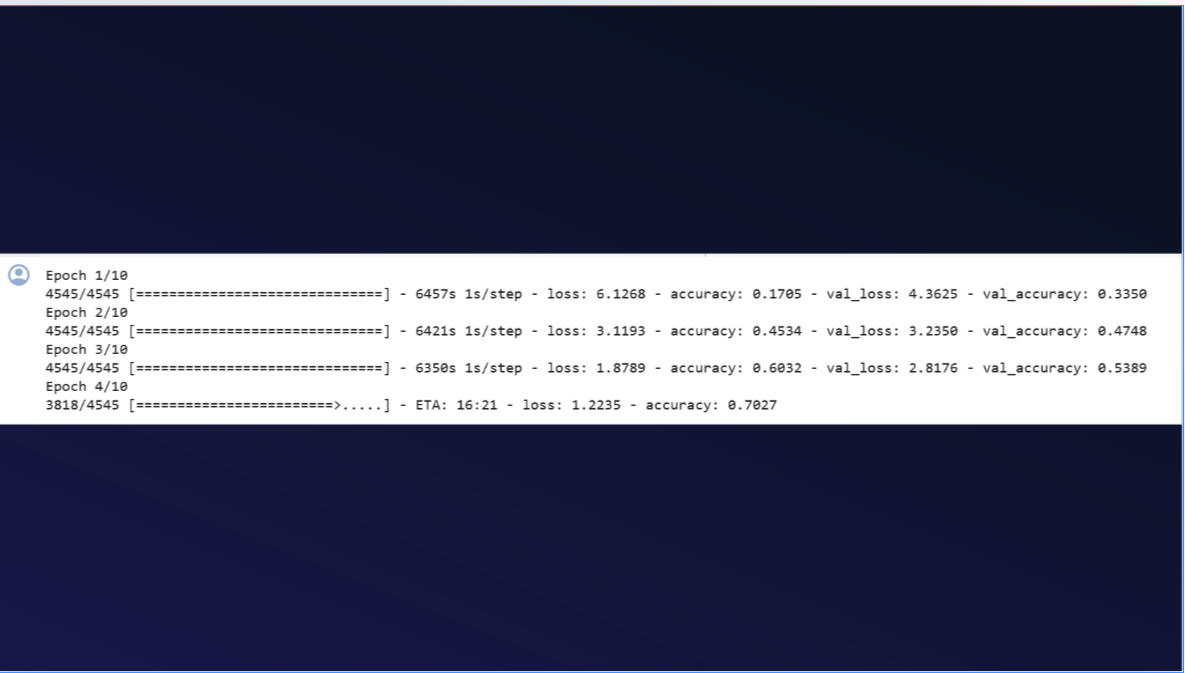 Epoch 1/10
4545/4545 [==============================] - 6457s 1s/step - loss: 6.1268 - accuracy: 0.1705 - val_loss: 4.3625 - val_accuracy: 0.3350
Epoch 2/10
4545/4545 [==============================] - 6421s 1s/step - loss: 3.1193 - accuracy: 0.4534 - val_loss: 3.2350 - val_accuracy: 0.4748
Epoch 3/10
4545/4545 [==============================] - 6350s 1s/step - loss: 1.8789 - accuracy: 0.6032 - val_loss: 2.8176 - val_accuracy: 0.5389
Epoch 4/10
3818/4545 [========================>.....] - ETA: 16:21 - loss: 1.2235 - accuracy: 0.7027